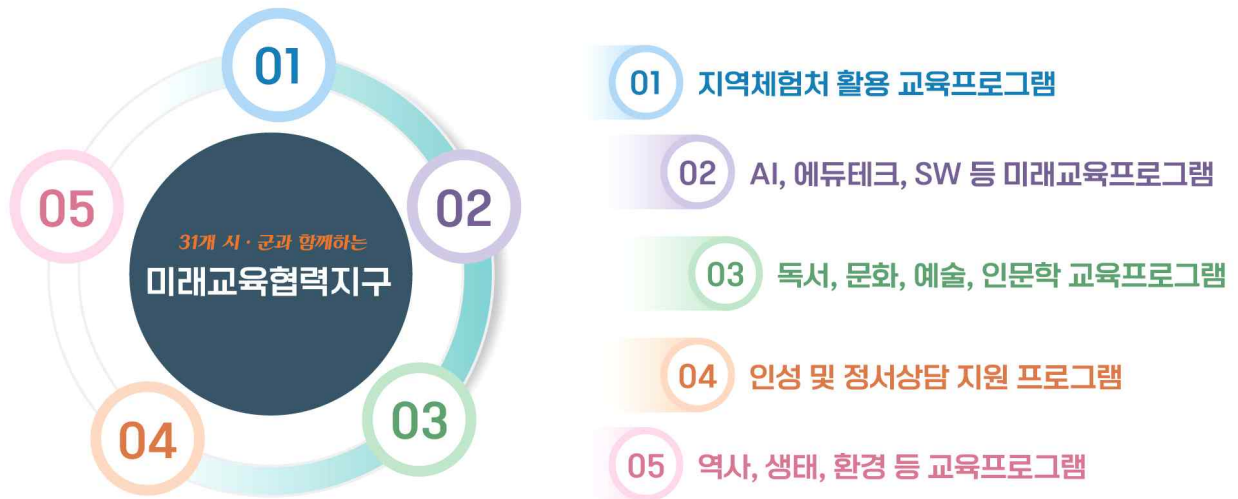 01
02
03
04
05
31개 시·군과 함께하는
미래교육협력지구
01 지역체험처 활용 교육프로그램
02 AI, 에듀테크, SW 등 미래교육프로그램
03 독서, 문화, 예술, 인문학 교육프로그램
04 인성 및 정서상담 지원 프로그램
05 역사, 생태, 환경 등 교육프로그램